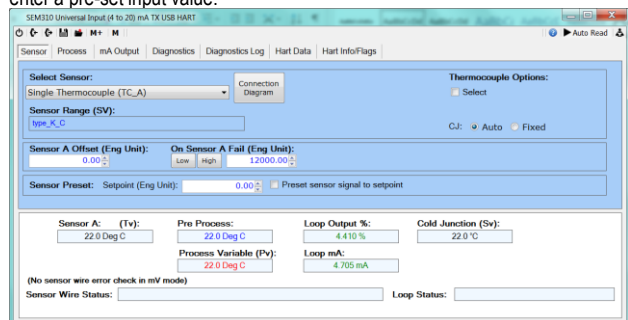 enter a pre-set input value.
SEM310 Universal Input (4 to 20) mA TX USB HART
M+ M Auto Read
Sensor Process mA Output Diagnostics Diagnostics Log Hart Data Hart Info/Flags
Select Sensor: Thermocouple Options:
Single Thermocouple (TC_A) Connection Diagram Select
Sensor Range (SV):
type_K_C CJ: Auto Fixed
Sensor A Offset (Eng Unit): On Sensor A Fail (Eng Unit):
0.00 Low High 12000.00
Sensor Preset: Setpoint (Eng Unit): 0.00 Preset sensor signal to setpoint
Sensor A: (Tv): Pre Process: Loop Output %: Cold Junction (Sv):
22.0 Deg C 22.0 Deg C 4.410 % 22.0 °C
Process Variable (Pv): Loop mA:
22.0 Deg C 4.705 mA
(No sensor wire error check in mV mode)
Sensor Wire Status: Loop Status: